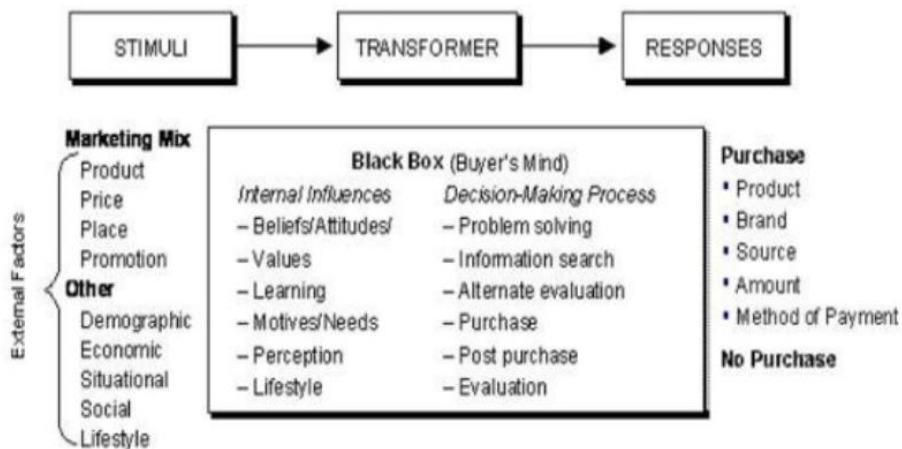 STIMULI
TRANSFORMER
RESPONSES
External Factors
Marketing Mix
Product
Price
Place
Promotion
Other
Demographic
Economic
Situational
Social
Lifestyle
Black Box (Buyer's Mind)
Internal Influences
– Beliefs/Attitudes/
– Values
– Learning
– Motives/Needs
– Perception
– Lifestyle
Decision-Making Process
– Problem solving
– Information search
– Alternate evaluation
– Purchase
– Post purchase
– Evaluation
Purchase
▪ Product
▪ Brand
▪ Source
▪ Amount
▪ Method of Payment
No Purchase